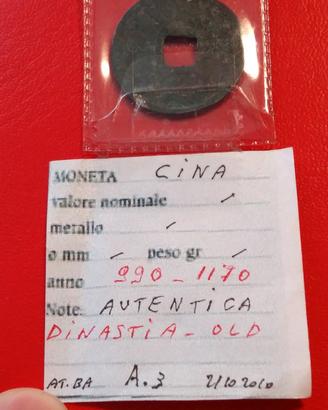 MONETA CINA
valore nominale
metallo
o mm peso gr
anno 990-1170
Note. AUTENTICA
DINASTIA-OLD
AT.BA A.3 2/10 2010